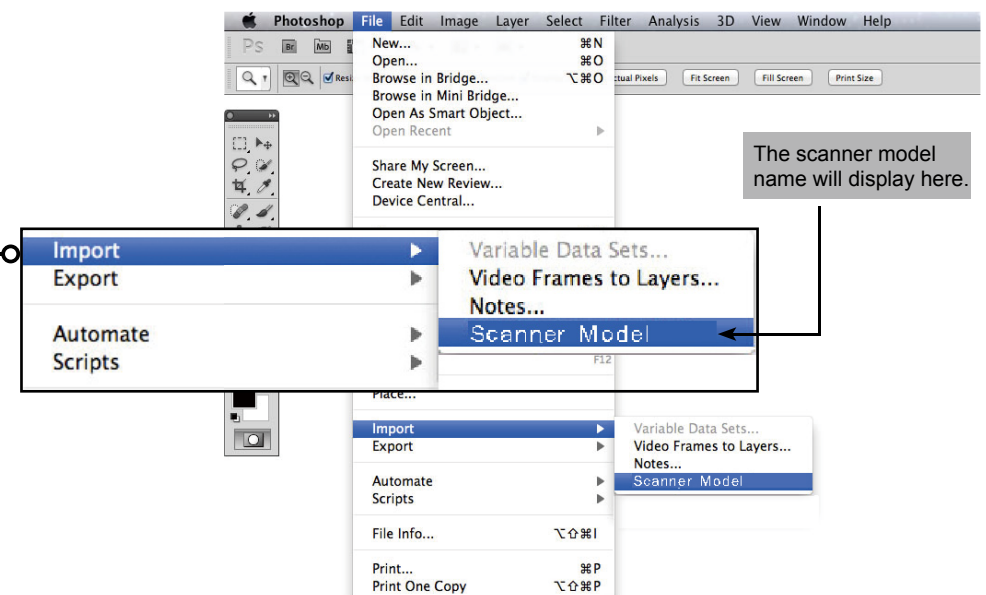 Photoshop File Edit Image Layer Select Filter Analysis 3D View Window Help
Ps Br Mb
New... ⌘N
Open... ⌘O
Browse in Bridge... ⌥⌘O
Browse in Mini Bridge...
Open As Smart Object...
Open Recent
Resi
tual Pixels Fit Screen Fill Screen Print Size
Share My Screen...
Create New Review...
Device Central...
The scanner model
name will display here.
Import
Export
Automate
Scripts
Variable Data Sets...
Video Frames to Layers...
Notes...
Scanner Model
F12
Place...
Import
Export
Automate
Scripts
Variable Data Sets...
Video Frames to Layers...
Notes...
Scanner Model
File Info... ⌥⇧⌘I
Print... ⌘P
Print One Copy ⌥⇧⌘P